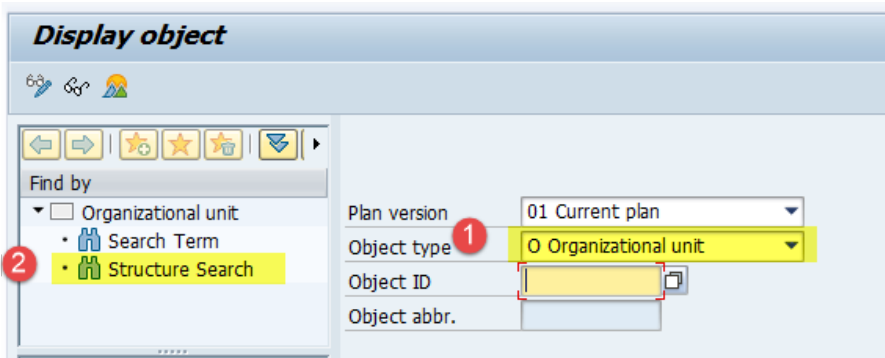 Display object
Find by
Organizational unit
Search Term
2
Structure Search
Plan version 01 Current plan
Object type 1 O Organizational unit
Object ID
Object abbr.